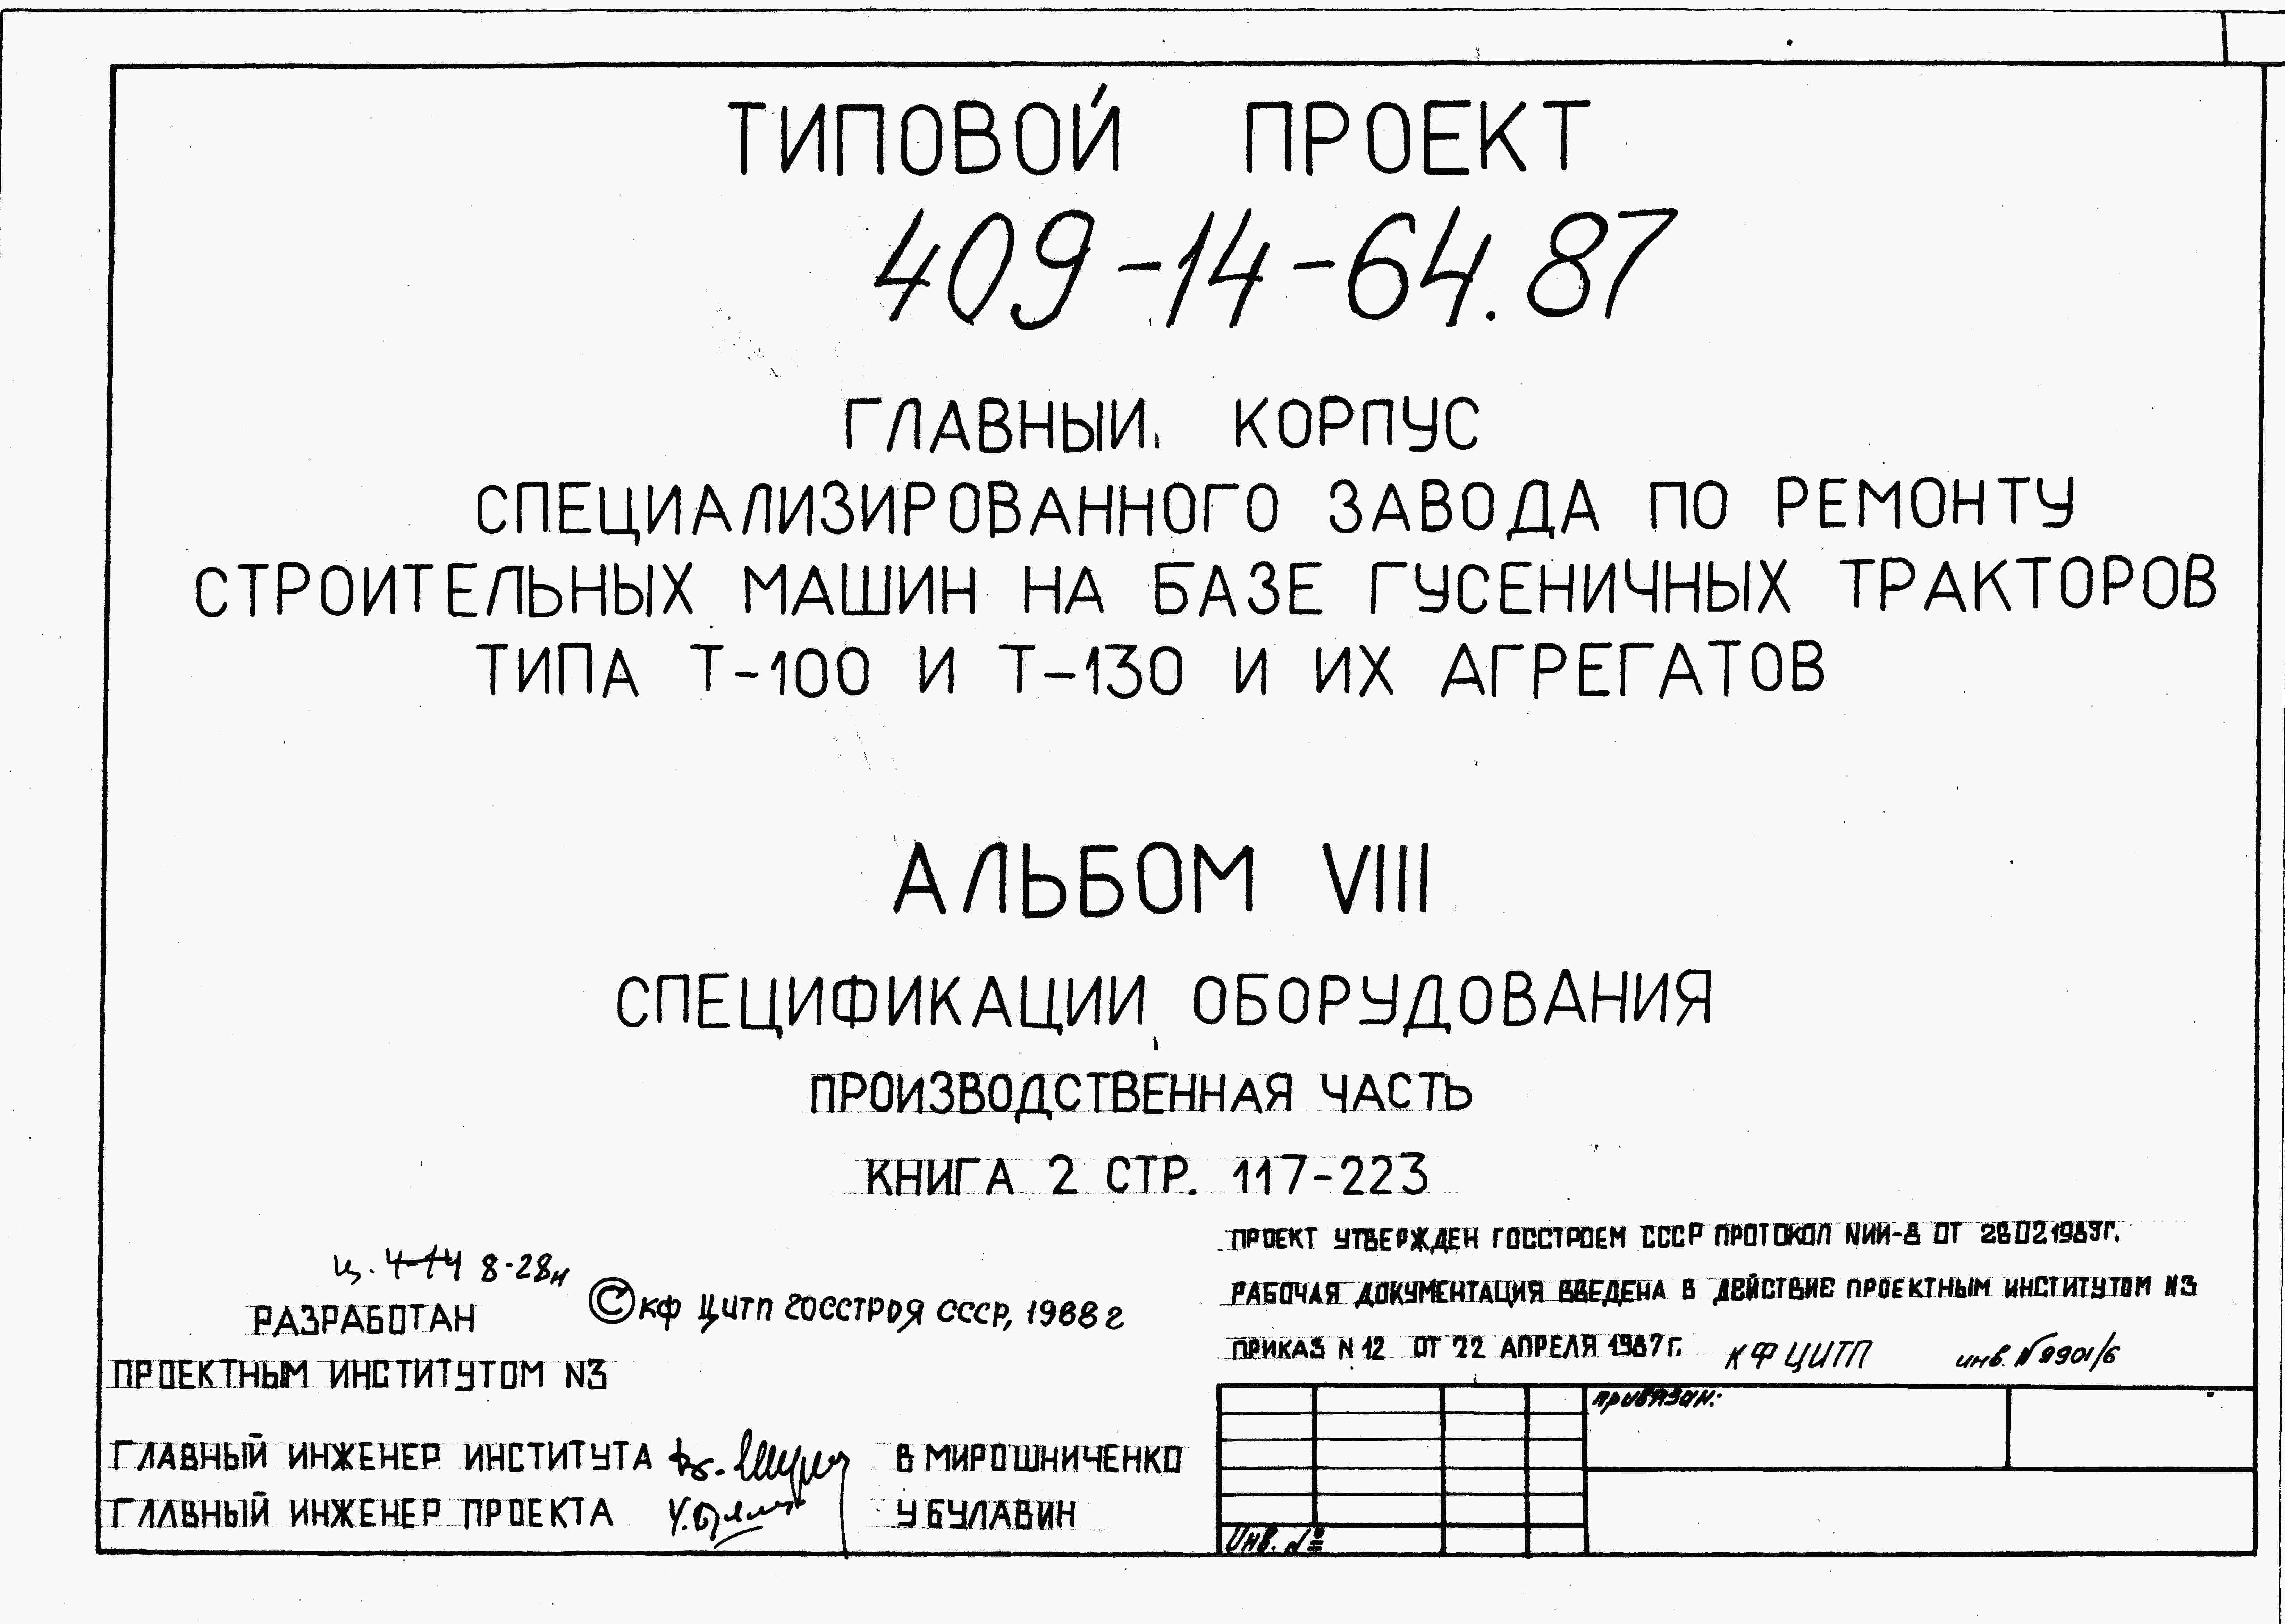 ТИПОВОЙ ПРОЕКТ
409-14-64.87
ГЛАВНЫЙ КОРПУС
СПЕЦИАЛИЗИРОВАННОГО ЗАВОДА ПО РЕМОНТУ
СТРОИТЕЛЬНЫХ МАШИН НА БАЗЕ ГУСЕНИЧНЫХ ТРАКТОРОВ
ТИПА Т-100 И Т-130 И ИХ АГРЕГАТОВ
АЛЬБОМ VIII
СПЕЦИФИКАЦИИ ОБОРУДОВАНИЯ
ПРОИЗВОДСТВЕННАЯ ЧАСТЬ
КНИГА 2 СТР. 117-223
ПРОЕКТ УТВЕРЖДЕН ГОССТРОЕМ СССР ПРОТОКОЛ NИИ-8 ОТ
РАБОЧАЯ ДОКУМЕНТАЦИЯ ВВЕДЕНА В ДЕЙСТВИЕ ПРОЕКТНЫМ ИНСТИТУТОМ N3
ПРИКАЗ N 12 ОТ 22 АПРЕЛЯ 1987 Г. КФ ЦИТП инв. № 9901/6
ц. 4-14 8-28
© КФ ЦИТП ГОССТРОЯ СССР, 1988 г
РАЗРАБОТАН
ПРОЕКТНЫМ ИНСТИТУТОМ N3
ГЛАВНЫЙ ИНЖЕНЕР ИНСТИТУТА В МИРОШНИЧЕНКО
ГЛАВНЫЙ ИНЖЕНЕР ПРОЕКТА У БУЛАВИН
привязан:
Инв. №